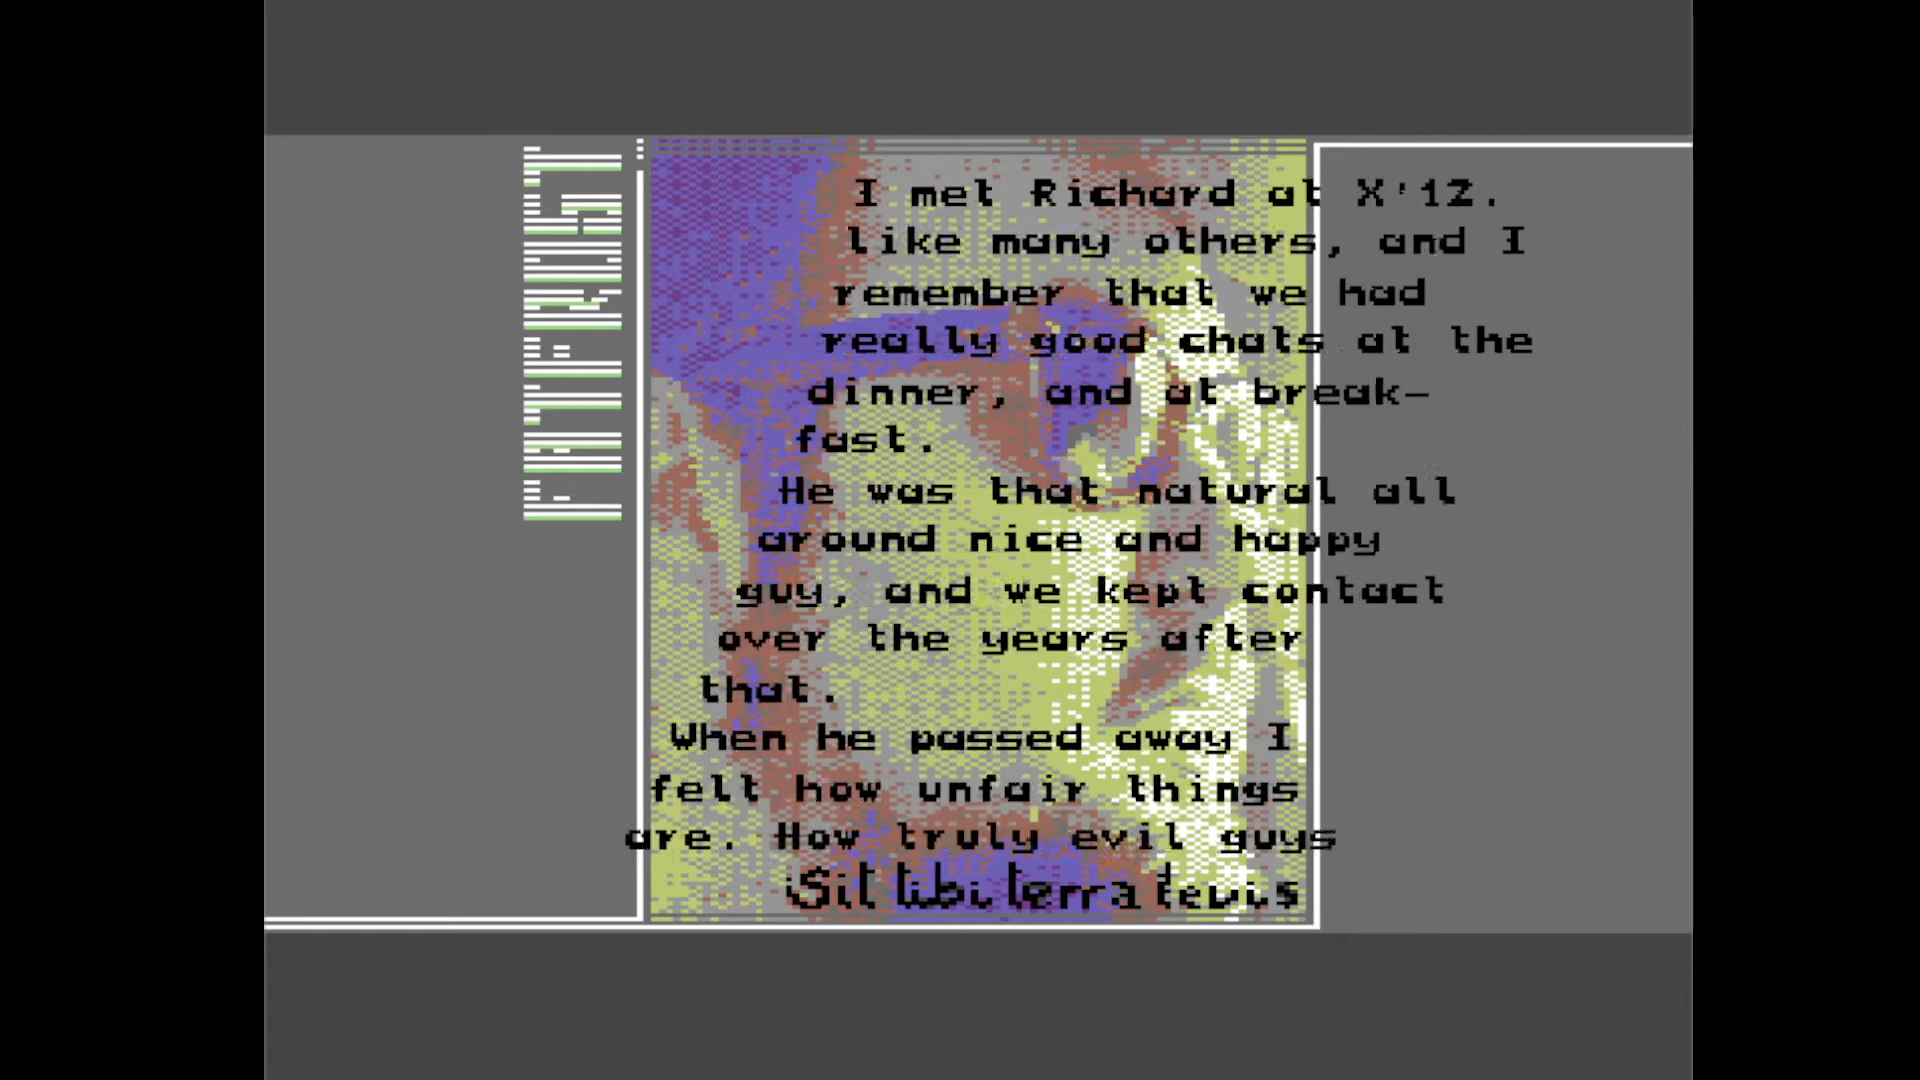 FATFROST
I met Richard at X'12.
like many others, and I
remember that we had
really good chats at the
dinner, and at break-
fast.
He was that natural all
around nice and happy
guy, and we kept contact
over the years after
that.
When he passed away I
felt how unfair things
are. How truly evil guys
Sit tibi terra levis